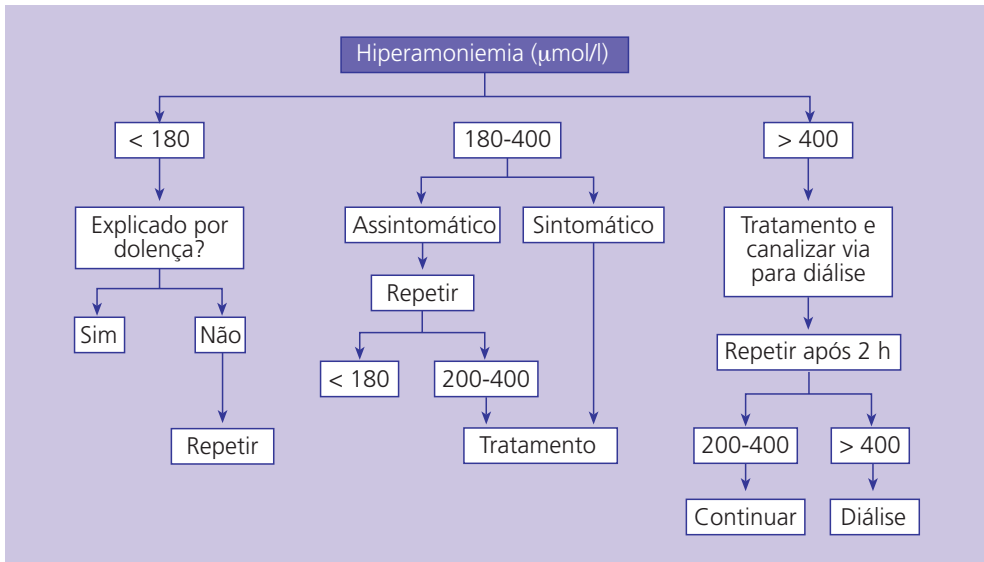 Hiperamoniemia (µmol/l)
< 180
180-400
> 400
Explicado por
dolença?
Assintomático
Sintomático
Tratamento e
canalizar via
para diálise
Repetir
Sim
Não
Repetir após 2 h
< 180
200-400
Repetir
Tratamento
200-400
> 400
Continuar
Diálise